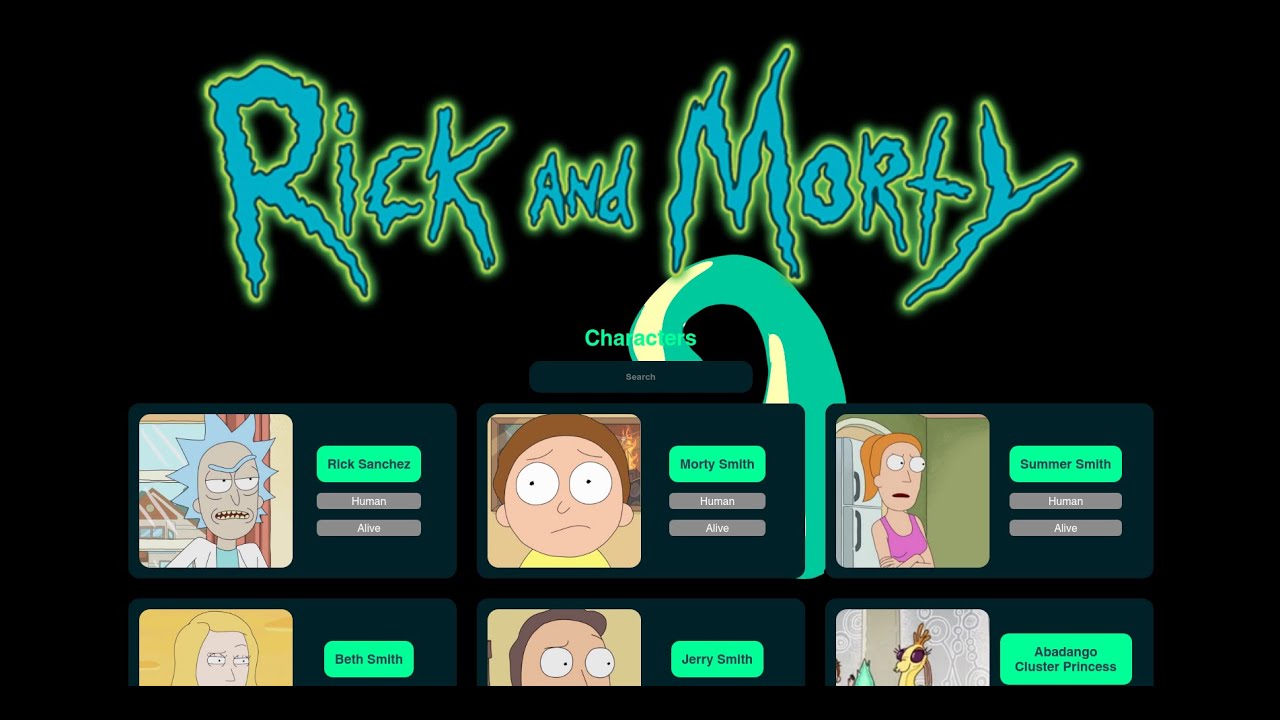 Rick and Morty
Characters
Search
Rick Sanchez
Human
Alive
Morty Smith
Human
Alive
Summer Smith
Human
Alive
Beth Smith
Jerry Smith
Abadango
Cluster Princess